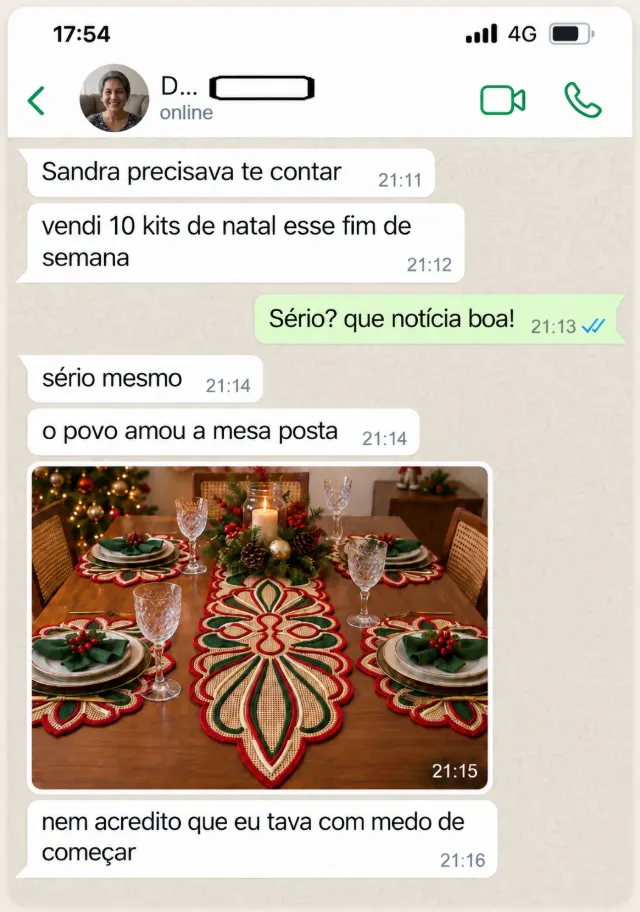 17:54
4G
D...
online
Sandra precisava te contar
21:11
vendi 10 kits de natal esse fim de
semana
21:12
Sério? que notícia boa!
21:13
sério mesmo
21:14
o povo amou a mesa posta
21:14
21:15
nem acredito que eu tava com medo de
começar
21:16